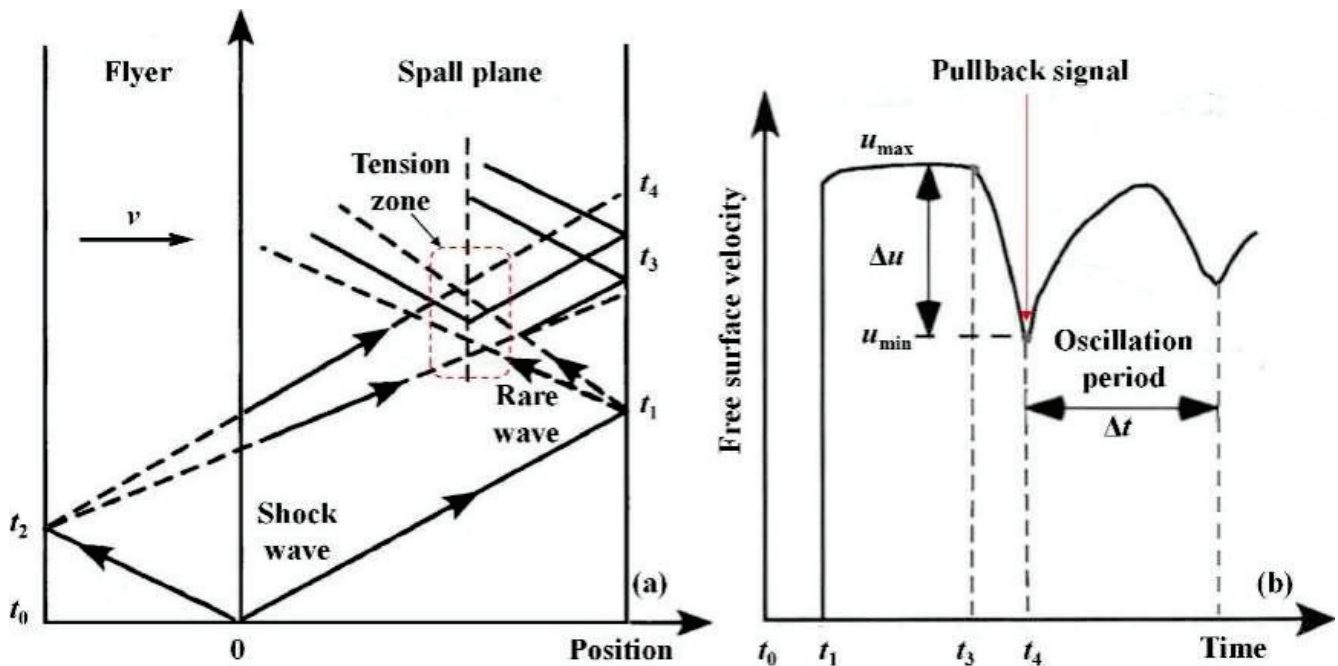 Flyer
Spall plane
Tension
zone
v
t4
t3
Rare
wave
t1
Shock
wave
t2
t0
(a)
0
Position
Pullback signal
umax
Δu
umin
Oscillation
period
Δt
Free surface velocity
(b)
t0
t1
t3
t4
Time